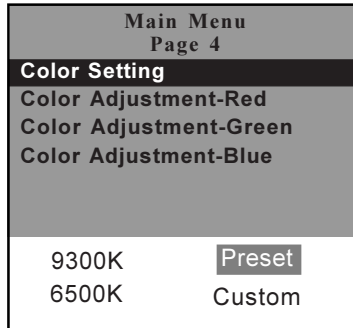 Main Menu
Page 4
Color Setting
Color Adjustment-Red
Color Adjustment-Green
Color Adjustment-Blue
9300K Preset
6500K Custom